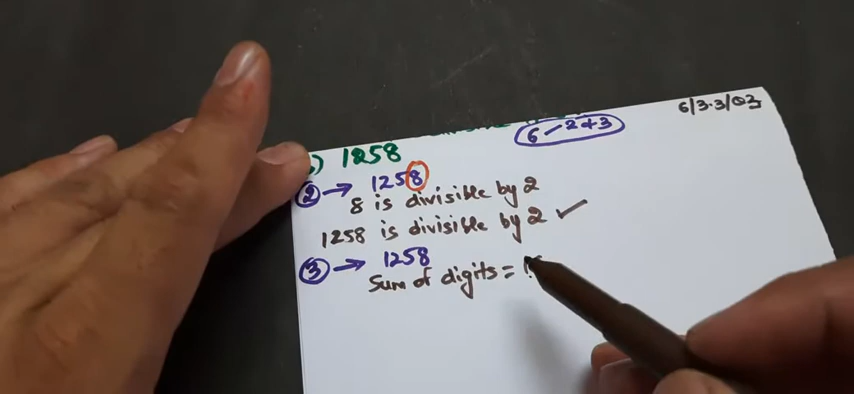 6/3.3/Q3
6 - 2+3
) 1258
② → 1258
8 is divisible by 2
1258 is divisible by 2 ✓
③ → 1258
Sum of digits =